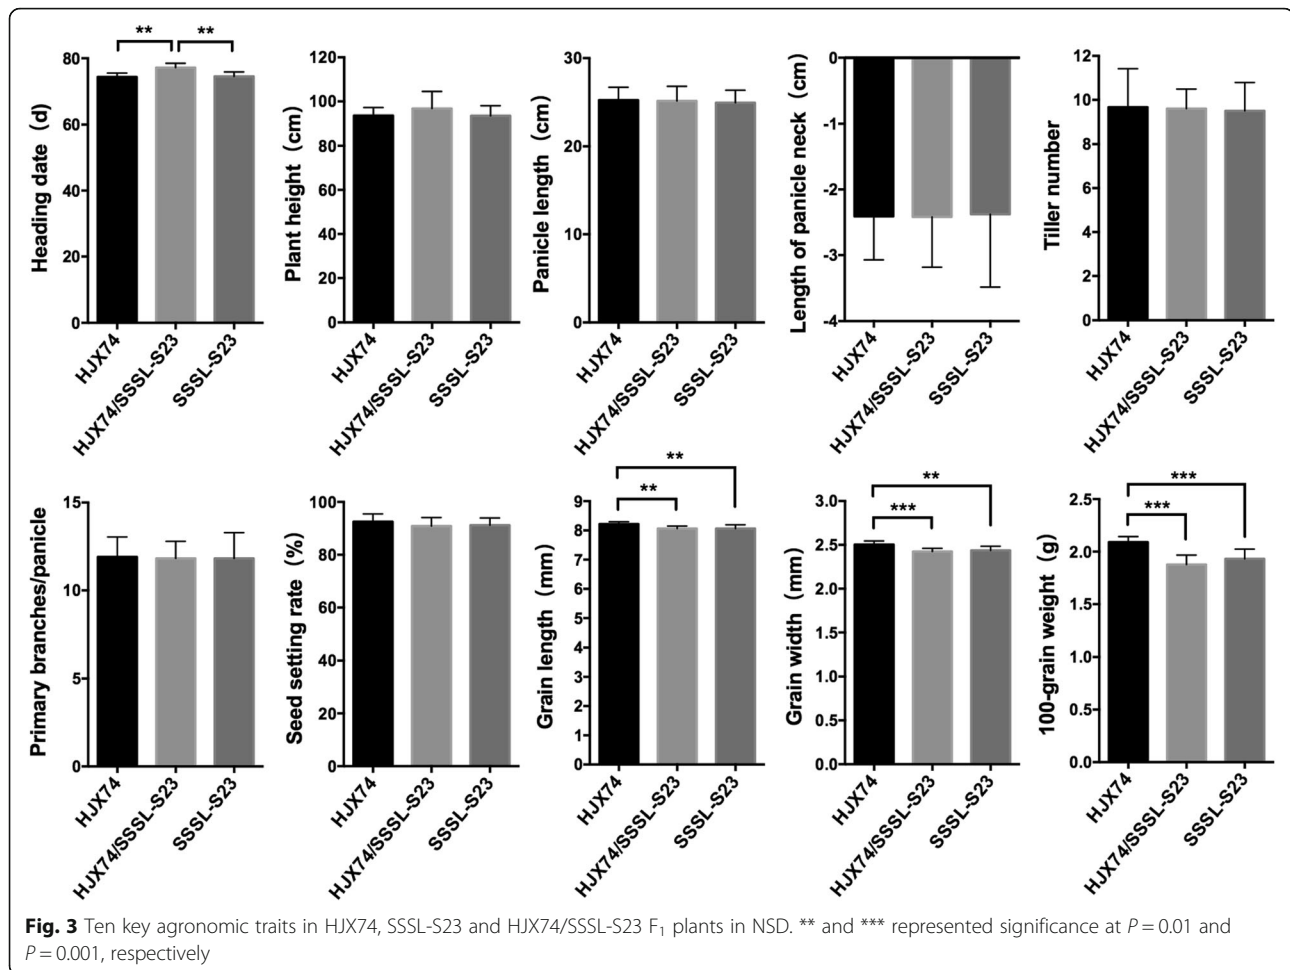 ** **
Heading date (d)
80
60
40
20
0
HJX74
HJX74/SSSL-S23
SSSL-S23
Plant height (cm)
120
100
80
60
40
20
0
HJX74
HJX74/SSSL-S23
SSSL-S23
Panicle length (cm)
30
20
10
0
HJX74
HJX74/SSSL-S23
SSSL-S23
Length of panicle neck (cm)
0
-1
-2
-3
-4
HJX74
HJX74/SSSL-S23
SSSL-S23
Tiller number
12
10
8
6
4
2
0
HJX74
HJX74/SSSL-S23
SSSL-S23
Primary branches/panicle
15
10
5
0
HJX74
HJX74/SSSL-S23
SSSL-S23
Seed setting rate (%)
100
80
60
40
20
0
HJX74
HJX74/SSSL-S23
SSSL-S23
**
**
Grain length (mm)
9
8
7
6
5
4
3
2
1
0
HJX74
HJX74/SSSL-S23
SSSL-S23
**
***
Grain width (mm)
3.0
2.5
2.0
1.5
1.0
0.5
0.0
HJX74
HJX74/SSSL-S23
SSSL-S23
***
***
100-grain weight (g)
2.5
2.0
1.5
1.0
0.5
0.0
HJX74
HJX74/SSSL-S23
SSSL-S23
Fig. 3 Ten key agronomic traits in HJX74, SSSL-S23 and HJX74/SSSL-S23 F1 plants in NSD. ** and *** represented significance at P = 0.01 and
P = 0.001, respectively